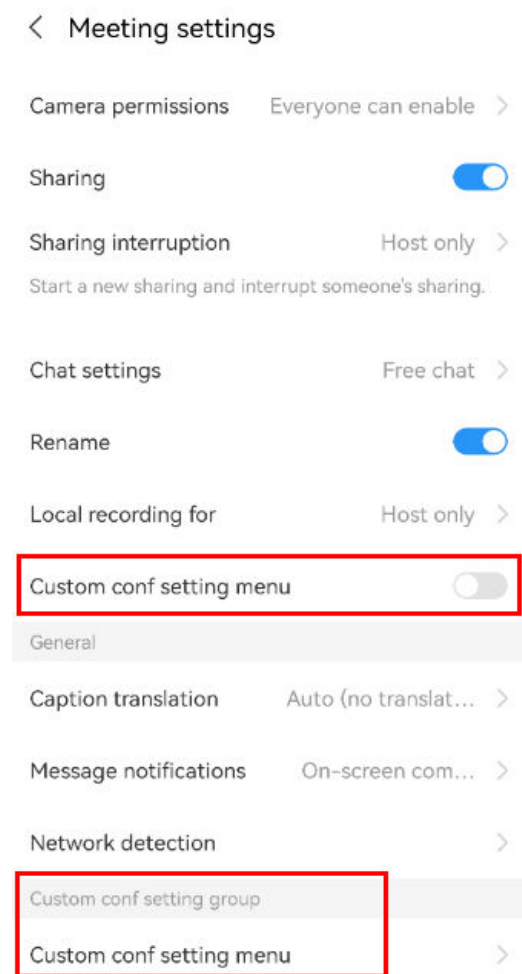 Meeting settings
Camera permissions Everyone can enable
Sharing
Sharing interruption Host only
Start a new sharing and interrupt someone's sharing.
Chat settings Free chat
Rename
Local recording for Host only
Custom conf setting menu
General
Caption translation Auto (no translat...
Message notifications On-screen com...
Network detection
Custom conf setting group
Custom conf setting menu